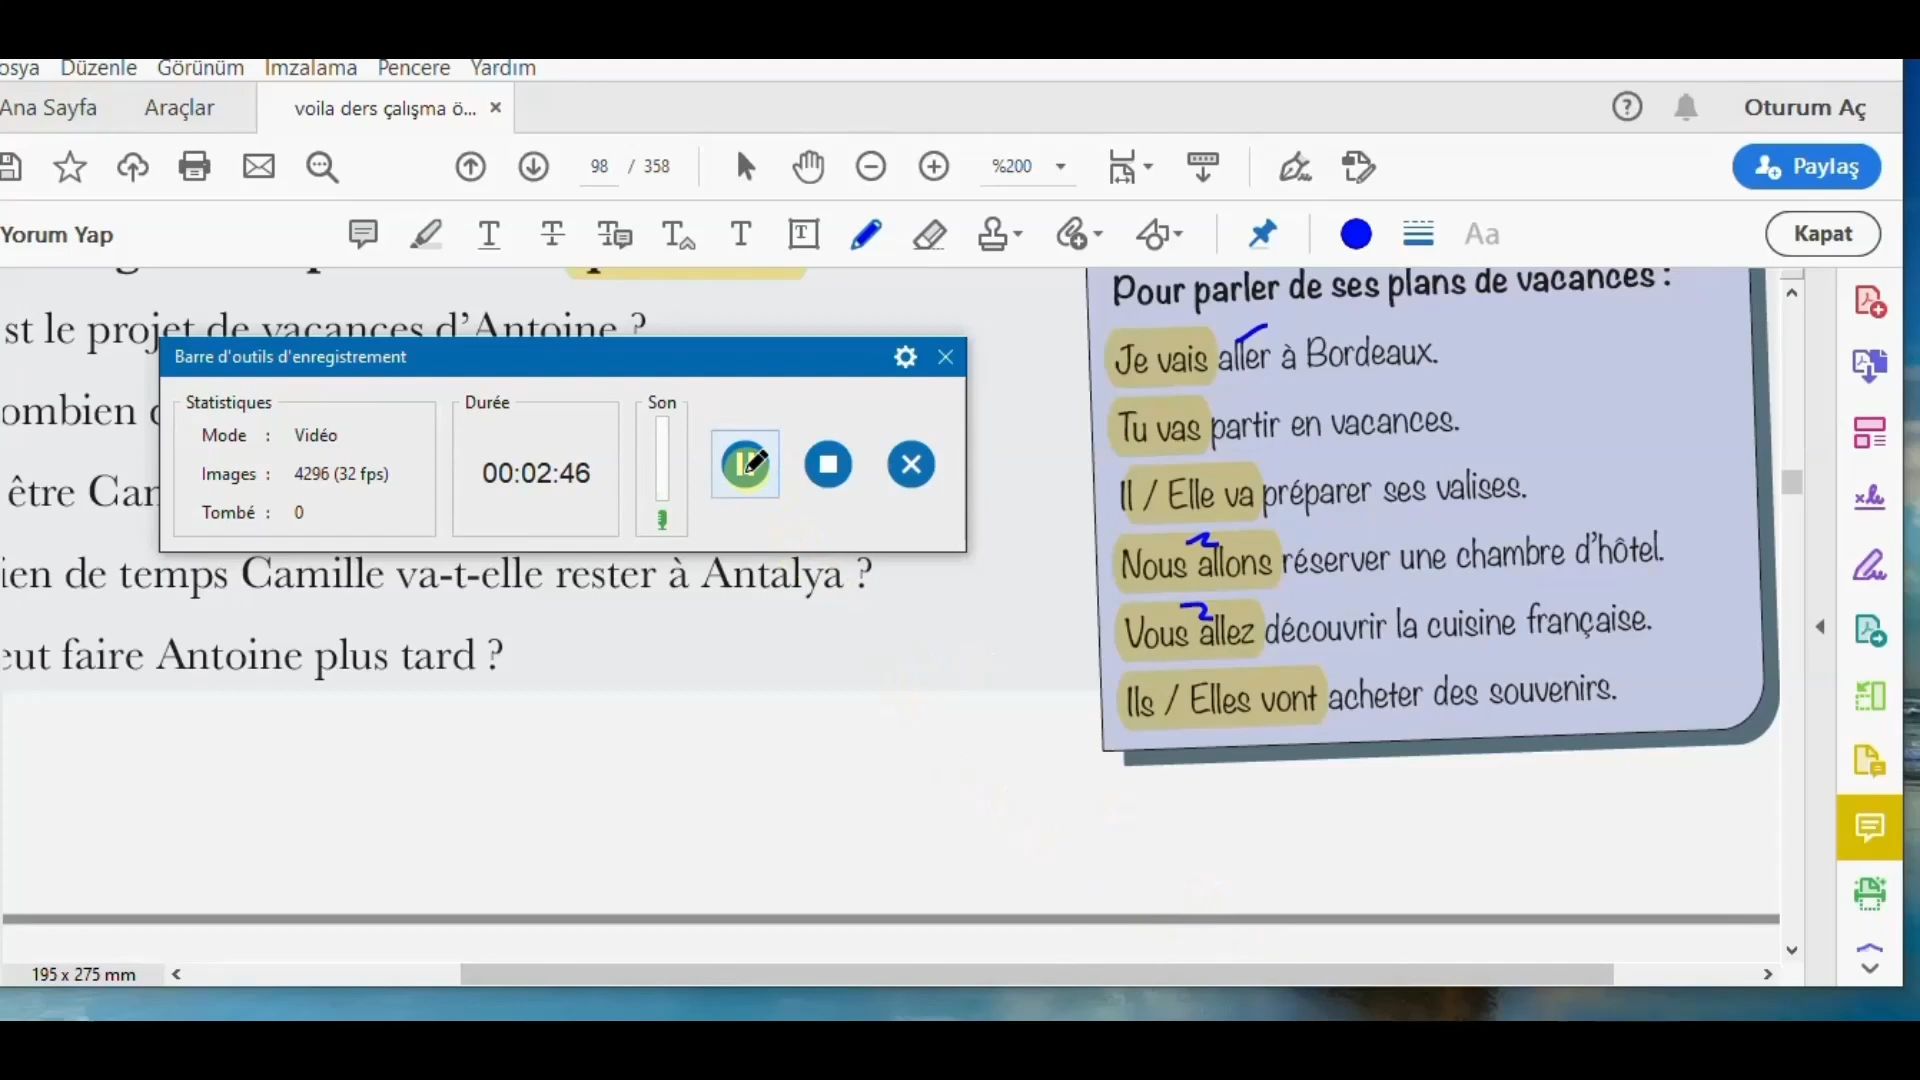 osya Düzenle Görünüm İmzalama Pencere Yardım
Ana Sayfa Araçlar voila ders çalışma ö... Oturum Aç
98 / 358 %200 Paylaş
Yorum Yap Aa Kapat
st le projet de vacances d'Antoine ?
ombien
être Can
ien de temps Camille va-t-elle rester à Antalya ?
eut faire Antoine plus tard ?
Barre d'outils d'enregistrement
Statistiques
Mode : Vidéo
Images : 4296 (32 fps)
Tombé : 0
Durée
00:02:46
Son
Pour parler de ses plans de vacances :
Je vais aller à Bordeaux.
Tu vas partir en vacances.
Il / Elle va préparer ses valises.
Nous allons réserver une chambre d'hôtel.
Vous allez découvrir la cuisine française.
Ils / Elles vont acheter des souvenirs.
195 x 275 mm